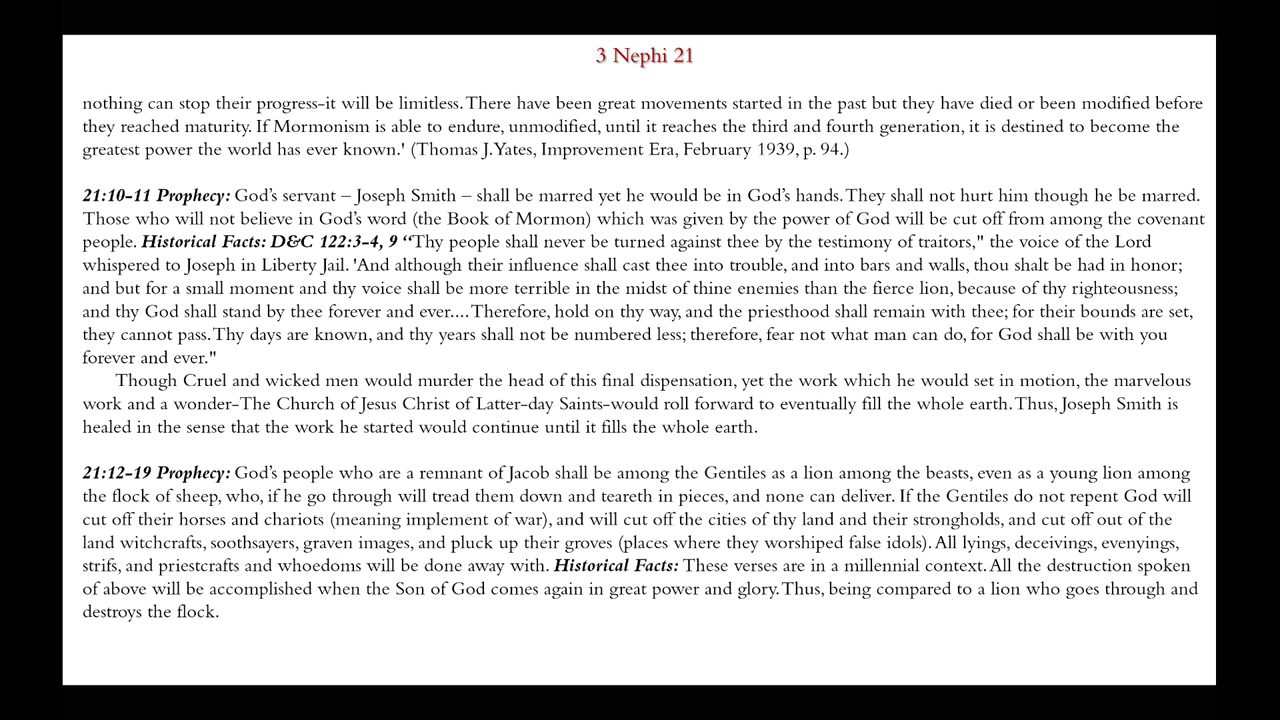 3 Nephi 21
nothing can stop their progress-it will be limitless. There have been great movements started in the past but they have died or been modified before
they reached maturity. If Mormonism is able to endure, unmodified, until it reaches the third and fourth generation, it is destined to become the
greatest power the world has ever known.' (Thomas J. Yates, Improvement Era, February 1939, p. 94.)
21:10-11 Prophecy: God's servant – Joseph Smith – shall be marred yet he would be in God's hands. They shall not hurt him though he be marred.
Those who will not believe in God's word (the Book of Mormon) which was given by the power of God will be cut off from among the covenant
people. Historical Facts: D&C 122:3-4, 9 “Thy people shall never be turned against thee by the testimony of traitors," the voice of the Lord
whispered to Joseph in Liberty Jail. 'And although their influence shall cast thee into trouble, and into bars and walls, thou shalt be had in honor;
and but for a small moment and thy voice shall be more terrible in the midst of thine enemies than the fierce lion, because of thy righteousness;
and thy God shall stand by thee forever and ever....Therefore, hold on thy way, and the priesthood shall remain with thee; for their bounds are set,
they cannot pass. Thy days are known, and thy years shall not be numbered less; therefore, fear not what man can do, for God shall be with you
forever and ever."
Though Cruel and wicked men would murder the head of this final dispensation, yet the work which he would set in motion, the marvelous
work and a wonder-The Church of Jesus Christ of Latter-day Saints-would roll forward to eventually fill the whole earth. Thus, Joseph Smith is
healed in the sense that the work he started would continue until it fills the whole earth.
21:12-19 Prophecy: God's people who are a remnant of Jacob shall be among the Gentiles as a lion among the beasts, even as a young lion among
the flock of sheep, who, if he go through will tread them down and teareth in pieces, and none can deliver. If the Gentiles do not repent God will
cut off their horses and chariots (meaning implement of war), and will cut off the cities of thy land and their strongholds, and cut off out of the
land witchcrafts, soothsayers, graven images, and pluck up their groves (places where they worshiped false idols). All lyings, deceivings, evenyings,
strifs, and priestcrafts and whoedoms will be done away with. Historical Facts: These verses are in a millennial context. All the destruction spoken
of above will be accomplished when the Son of God comes again in great power and glory. Thus, being compared to a lion who goes through and
destroys the flock.